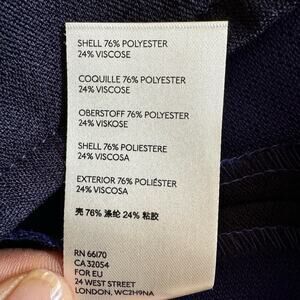 SHELL 76% POLYESTER
24% VISCOSE
COQUILLE 76% POLYESTER
24% VISCOSE
OBERSTOFF 76% POLYESTER
24% VISKOSE
SHELL 76% POLIESTERE
24% VISCOSA
EXTERIOR 76% POLIÉSTER
24% VISCOSA
壳 76% 涤纶 24% 粘胶
RN 66170
CA 32054
FOR EU
24 WEST STREET
LONDON, WC2H9NA